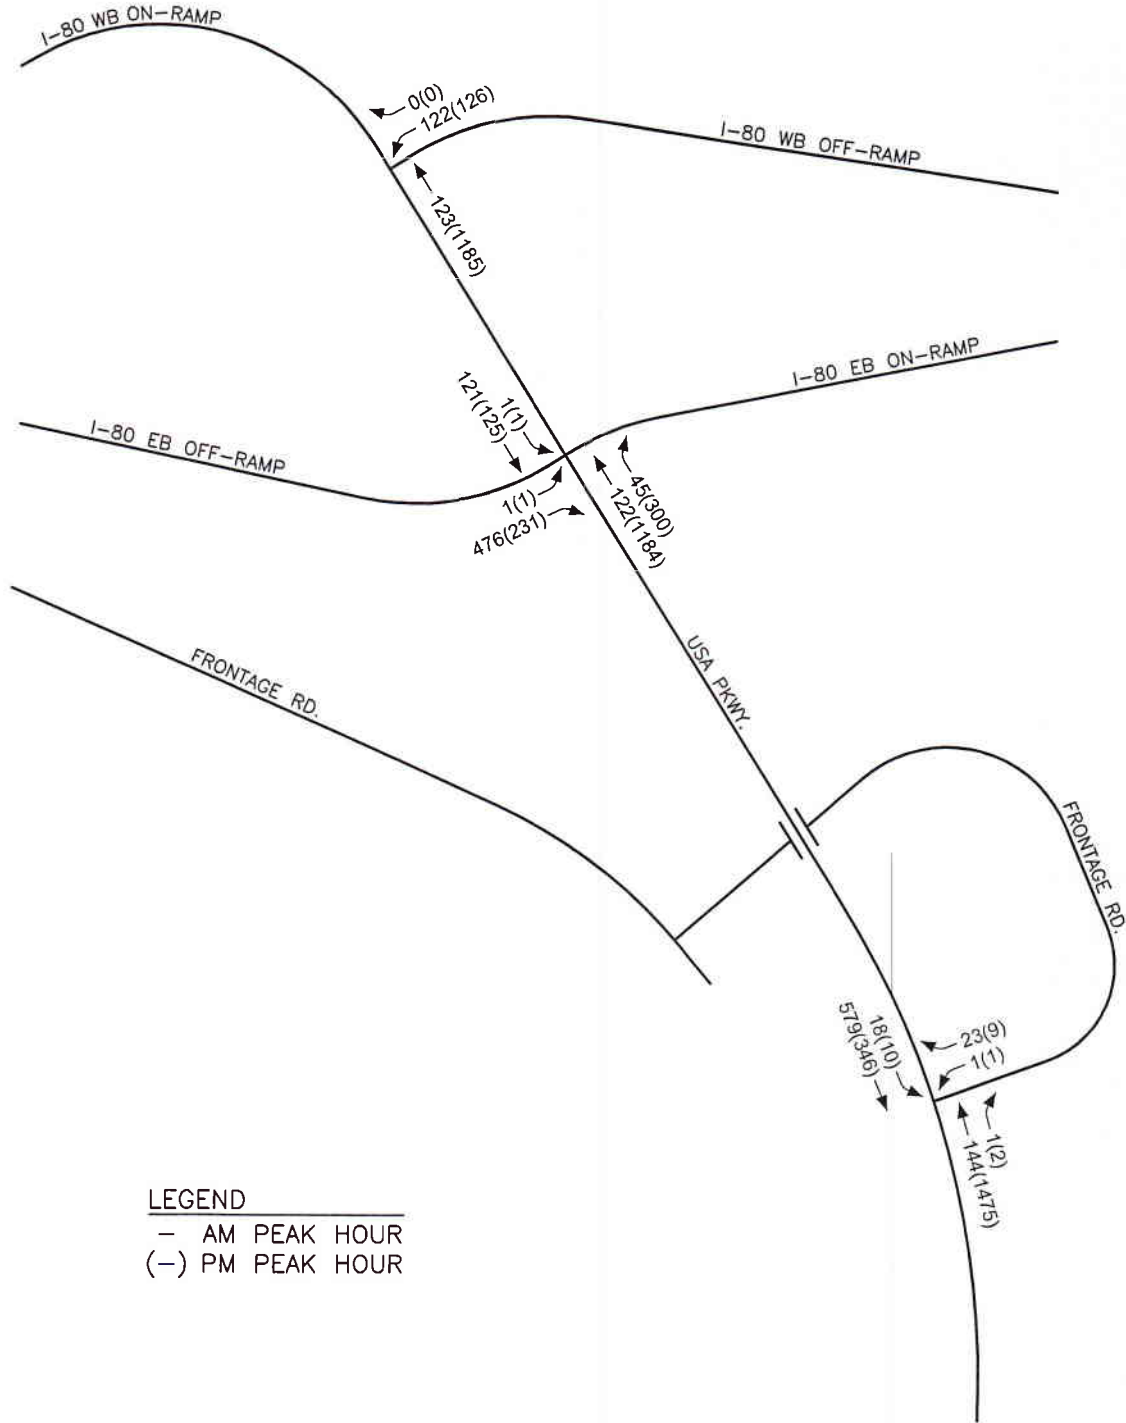 I-80 WB ON-RAMP
0(0)
122(126)
I-80 WB OFF-RAMP
123(1185)
I-80 EB ON-RAMP
1(1)
121(125)
I-80 EB OFF-RAMP
1(1)
476(231)
45(300)
122(1184)
FRONTAGE RD.
USA PKWY.
FRONTAGE RD.
18(10)
579(346)
23(9)
1(1)
1(2)
144(1475)
LEGEND
- AM PEAK HOUR
(-) PM PEAK HOUR